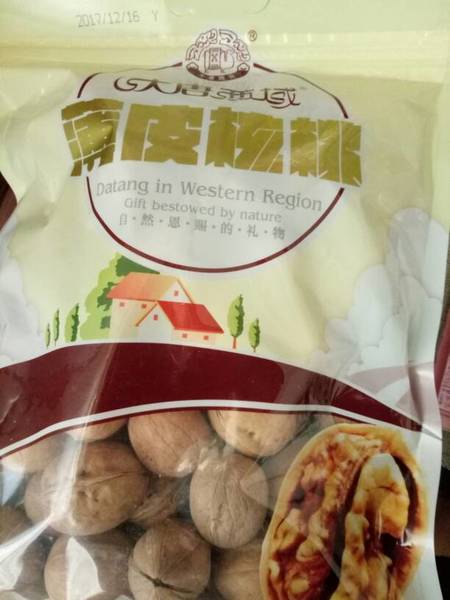 2017/12/16 Y
®
大唐西域®
薄皮核桃
Datang in Western Region
Gift bestowed by nature
自·然·恩·赐·的·礼·物